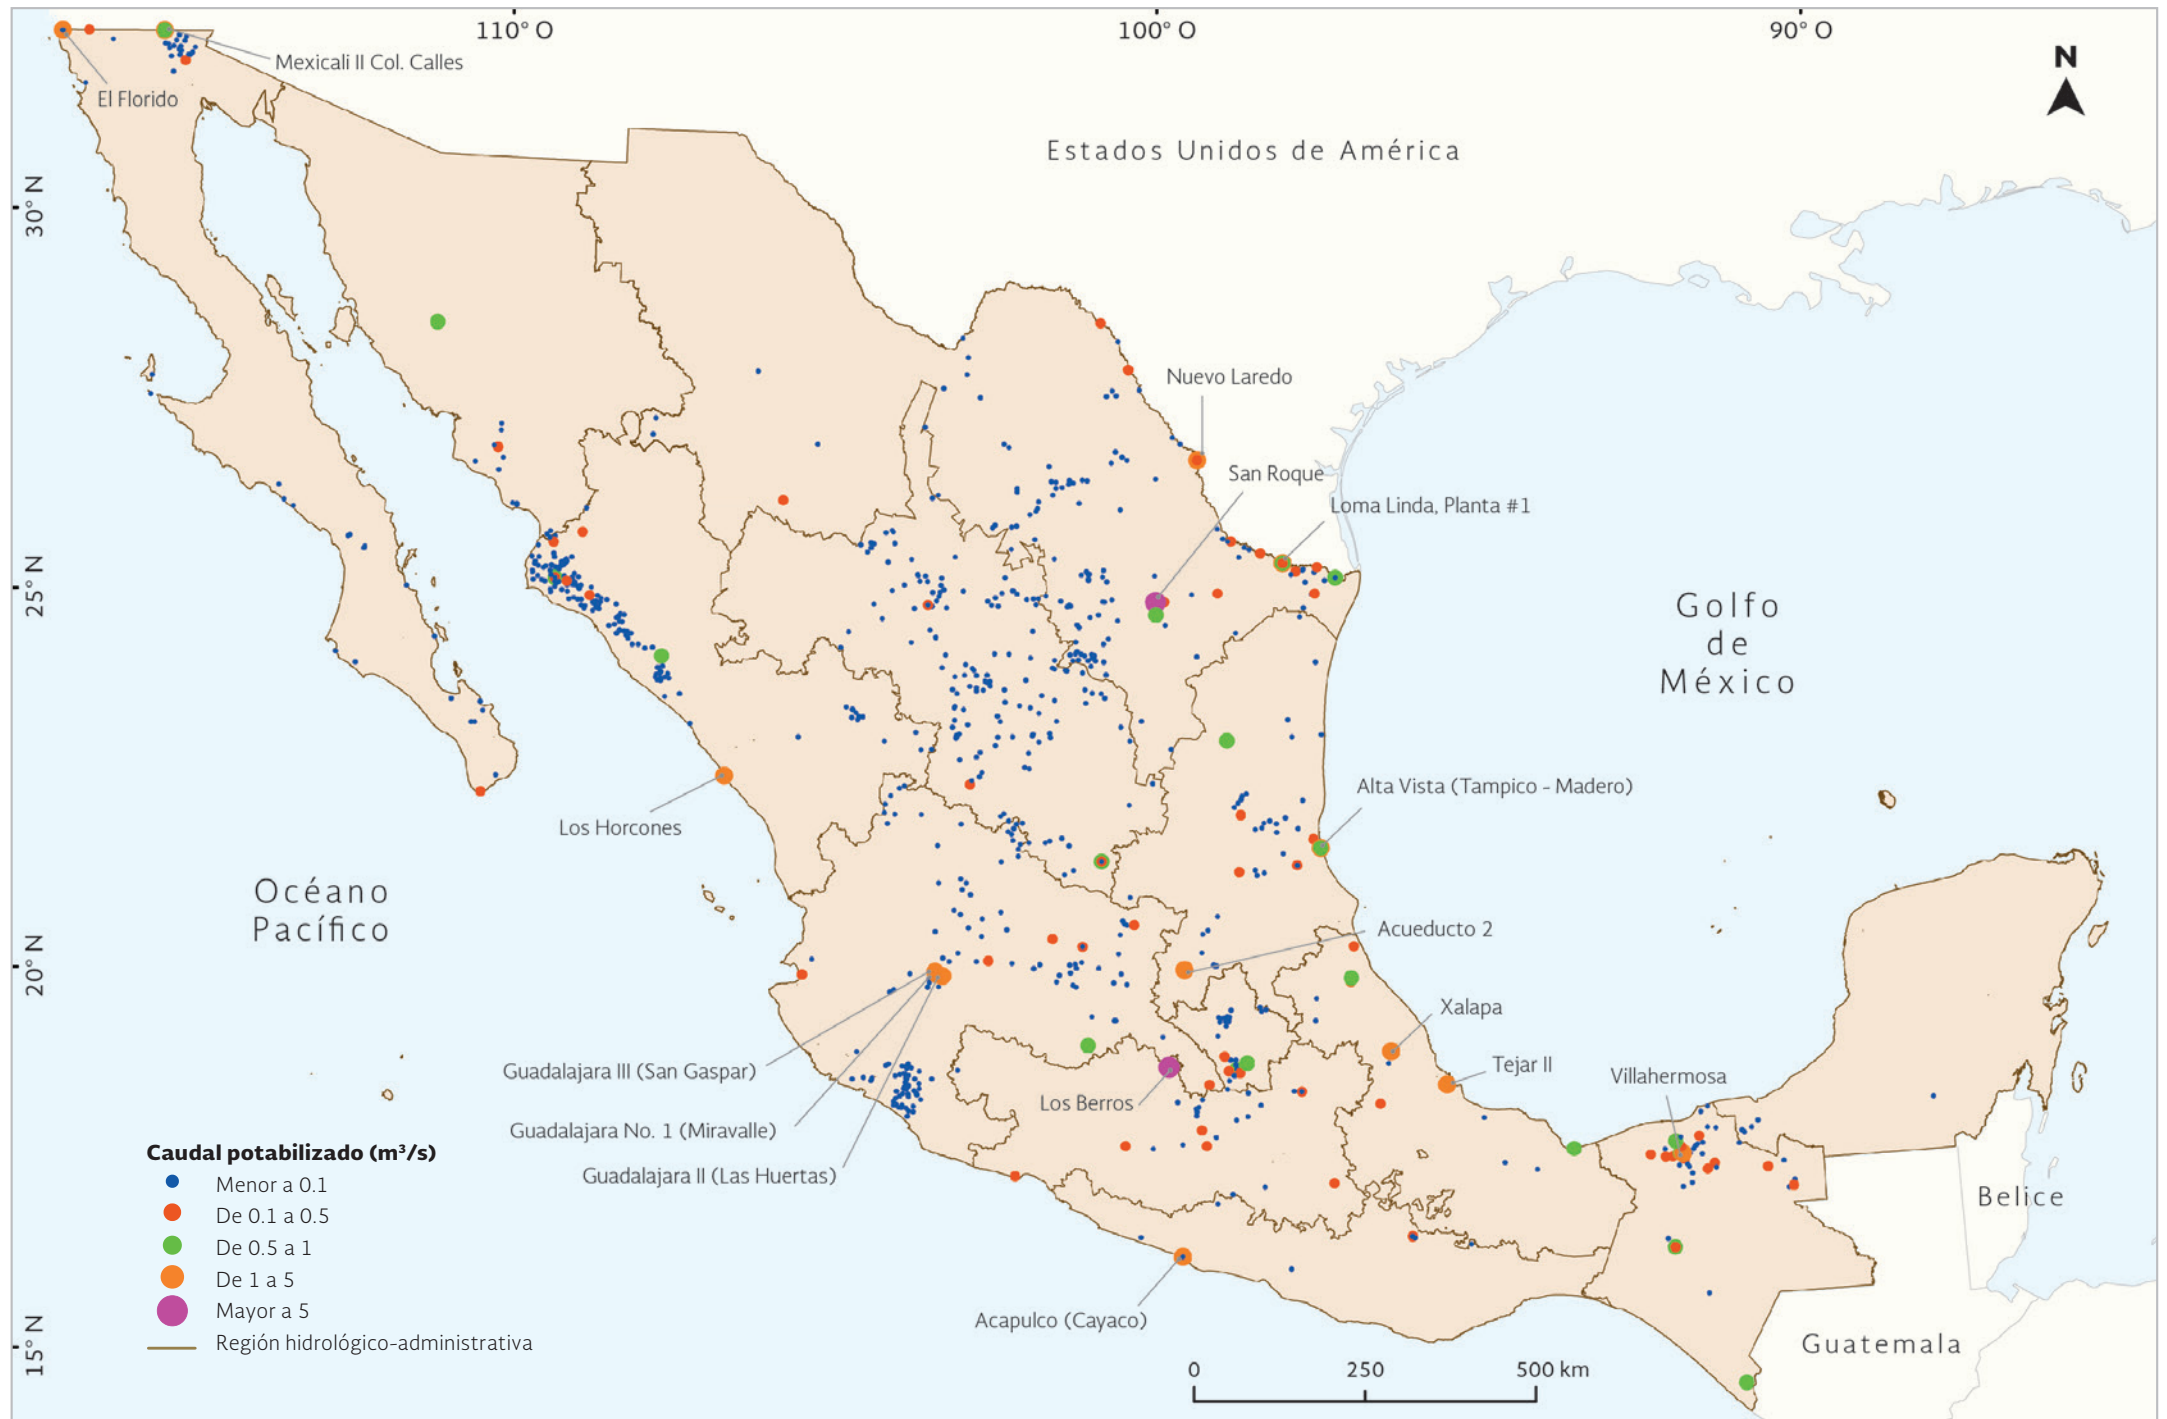 110° O
100° O
90° O
N
Mexicali II Col. Calles
El Florido
Estados Unidos de América
30° N
Nuevo Laredo
San Roque
Loma Linda, Planta #1
25° N
Golfo
de
México
Alta Vista (Tampico - Madero)
Los Horcones
Océano
Pacífico
Acueducto 2
20° N
Xalapa
Guadalajara III (San Gaspar)
Tejar II
Villahermosa
Los Berros
Guadalajara No. 1 (Miravalle)
Guadalajara II (Las Huertas)
Belice
Caudal potabilizado (m³/s)
Menor a 0.1
De 0.1 a 0.5
De 0.5 a 1
De 1 a 5
Mayor a 5
Región hidrológico-administrativa
Acapulco (Cayaco)
15° N
Guatemala
0 250 500 km